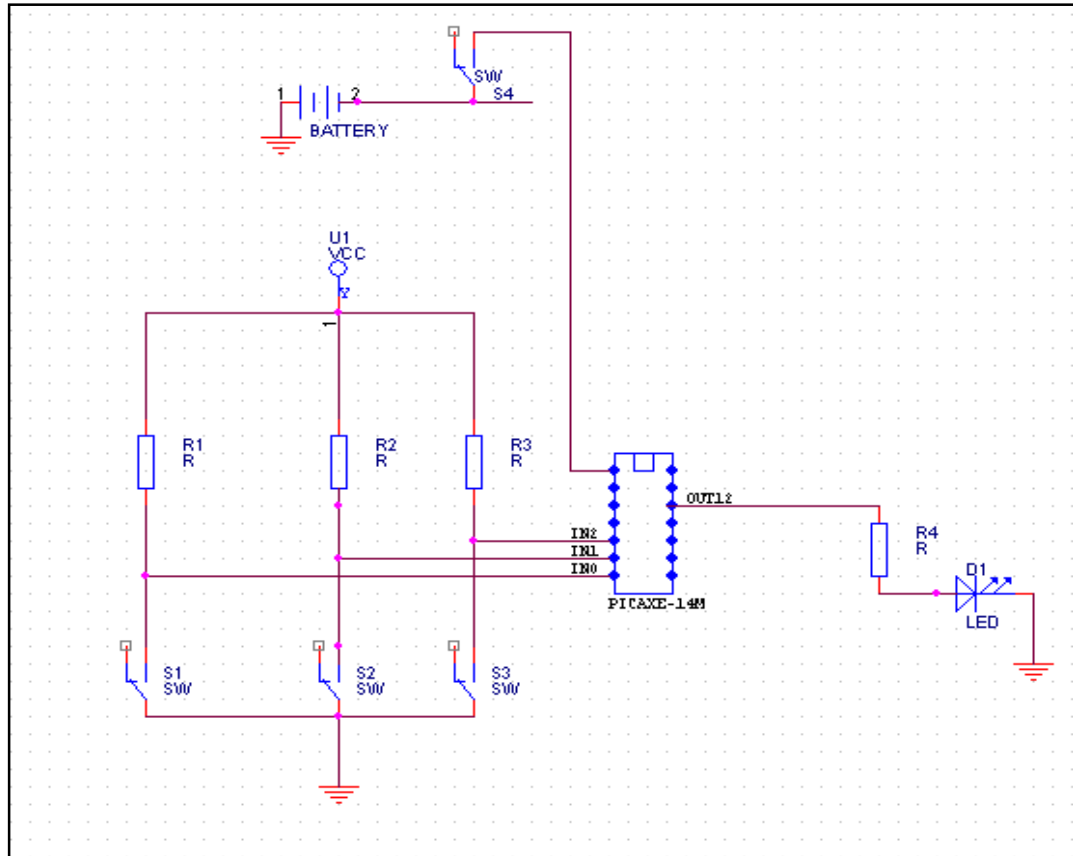 SW
S4
1
2
BATTERY
U1
VCC
Y
1
R1
R
R2
R
R3
R
OUT12
IN2
IN1
IN0
R4
R
D1
LED
PICAXE-14M
S1
SW
S2
SW
S3
SW